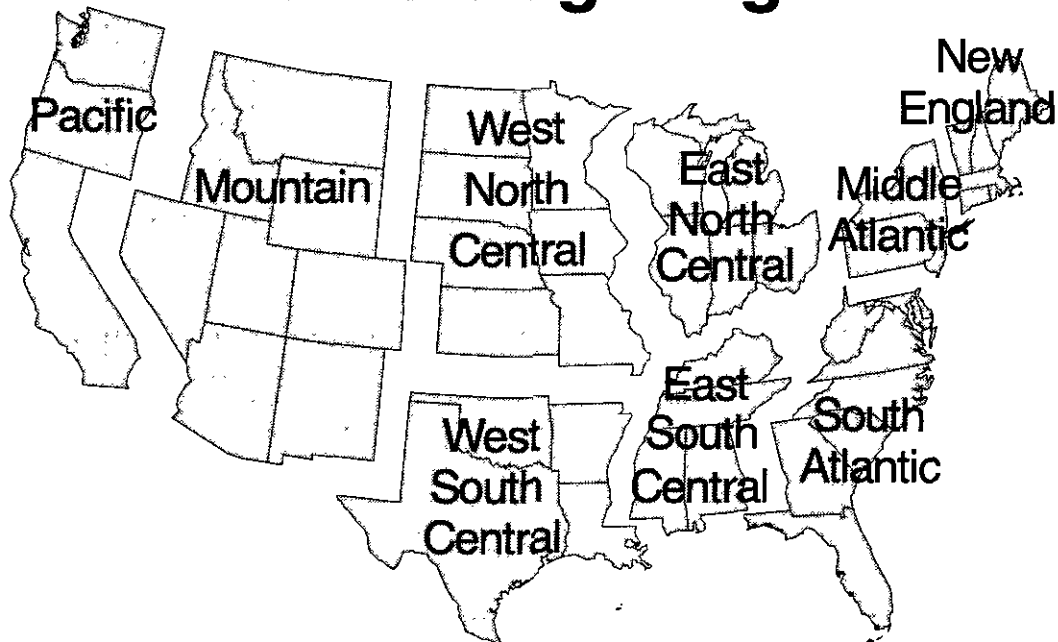 New
England
Pacific
West
North
Central
East
North
Central
Middle
Atlantic
Mountain
East
South
Central
South
Atlantic
West
South
Central